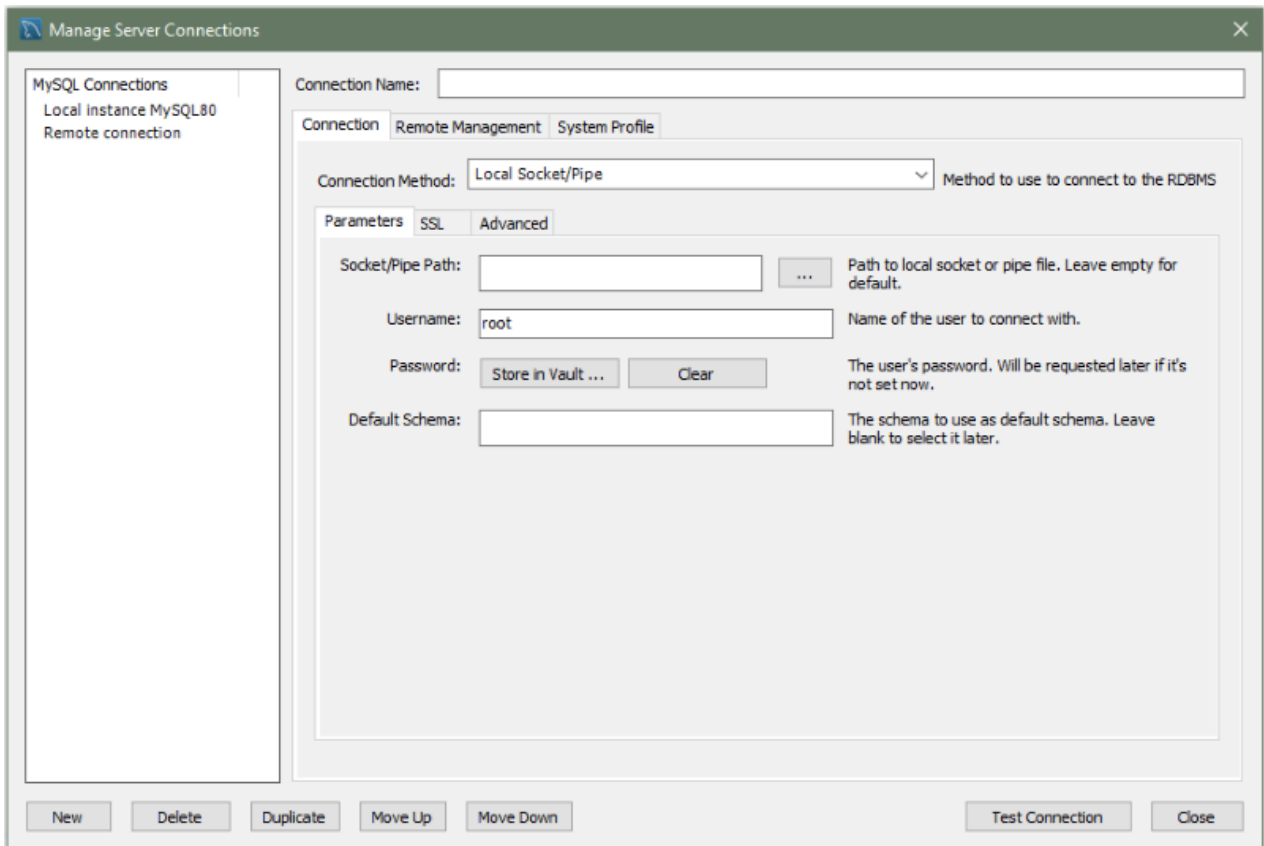 Manage Server Connections
MySQL Connections
Local instance MySQL80
Remote connection
Connection Name:
Connection Remote Management System Profile
Connection Method: Local Socket/Pipe Method to use to connect to the RDBMS
Parameters SSL Advanced
Socket/Pipe Path: ... Path to local socket or pipe file. Leave empty for
default.
Username: root Name of the user to connect with.
Password: Store in Vault ... Clear The user's password. Will be requested later if it's
not set now.
Default Schema: The schema to use as default schema. Leave
blank to select it later.
New Delete Duplicate Move Up Move Down Test Connection Close